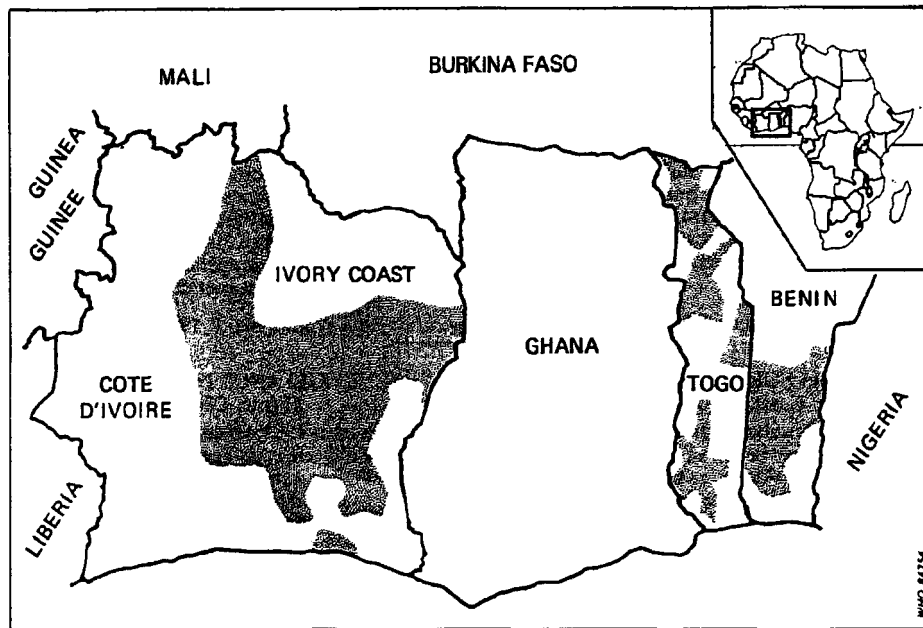 MALI
BURKINA FASO
GUINEA
GUINEE
IVORY COAST
BENIN
GHANA
COTE
D'IVOIRE
TOGO
NIGERIA
LIBERIA